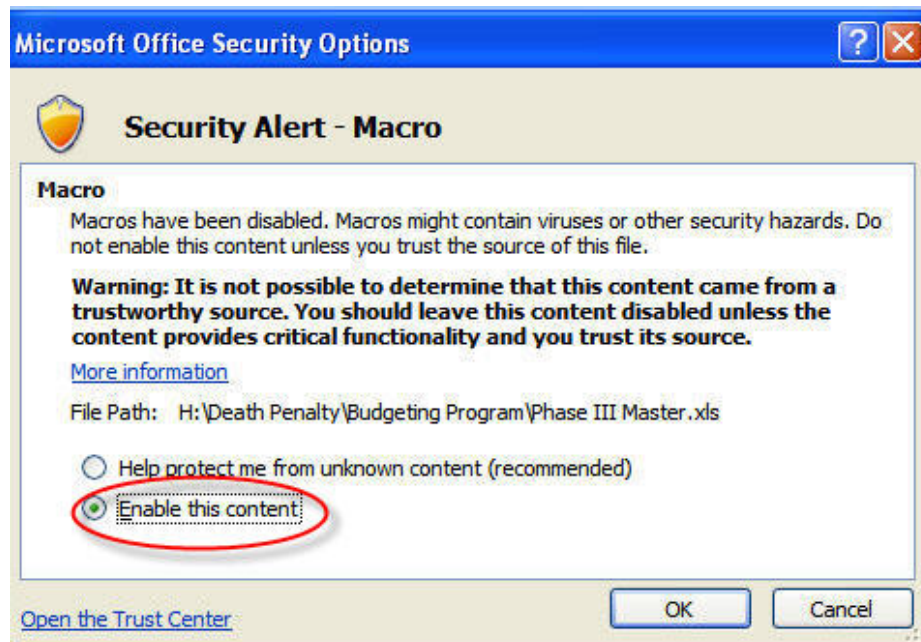 Microsoft Office Security Options
Security Alert - Macro
Macro
Macros have been disabled. Macros might contain viruses or other security hazards. Do
not enable this content unless you trust the source of this file.
Warning: It is not possible to determine that this content came from a
trustworthy source. You should leave this content disabled unless the
content provides critical functionality and you trust its source.
More information
File Path: H:\Death Penalty\Budgeting Program\Phase III Master.xls
Help protect me from unknown content (recommended)
Enable this content
Open the Trust Center
OK
Cancel